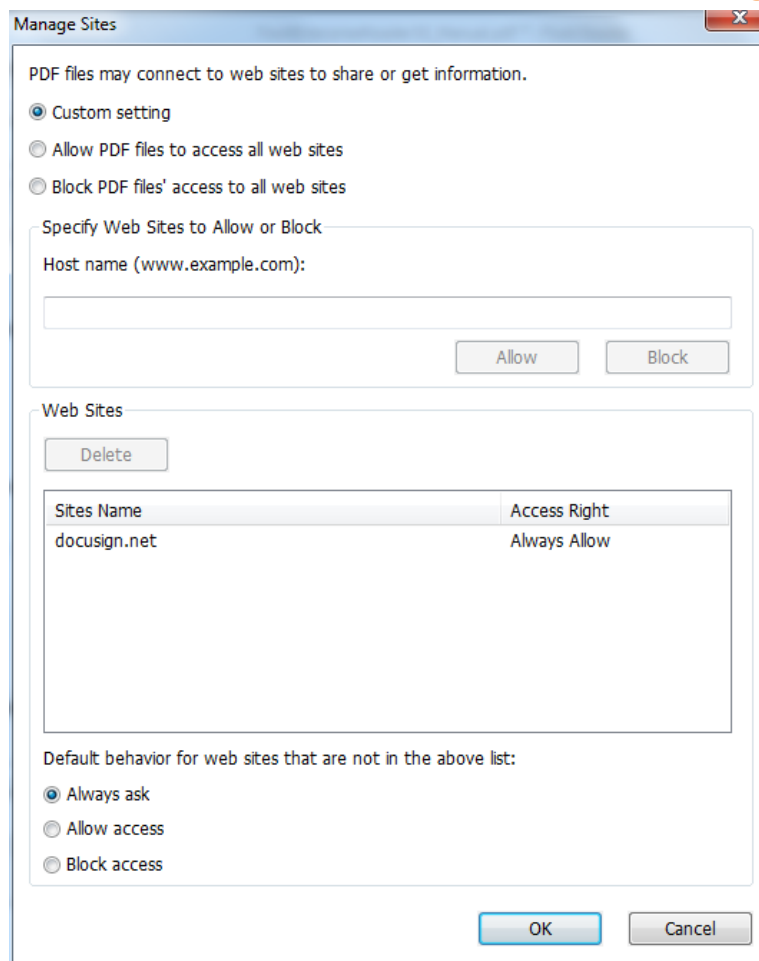 Manage Sites
PDF files may connect to web sites to share or get information.
Custom setting
Allow PDF files to access all web sites
Block PDF files' access to all web sites
Specify Web Sites to Allow or Block
Host name (www.example.com):
Allow Block
Web Sites
Delete
Sites Name Access Right
docusign.net Always Allow
Default behavior for web sites that are not in the above list:
Always ask
Allow access
Block access
OK Cancel